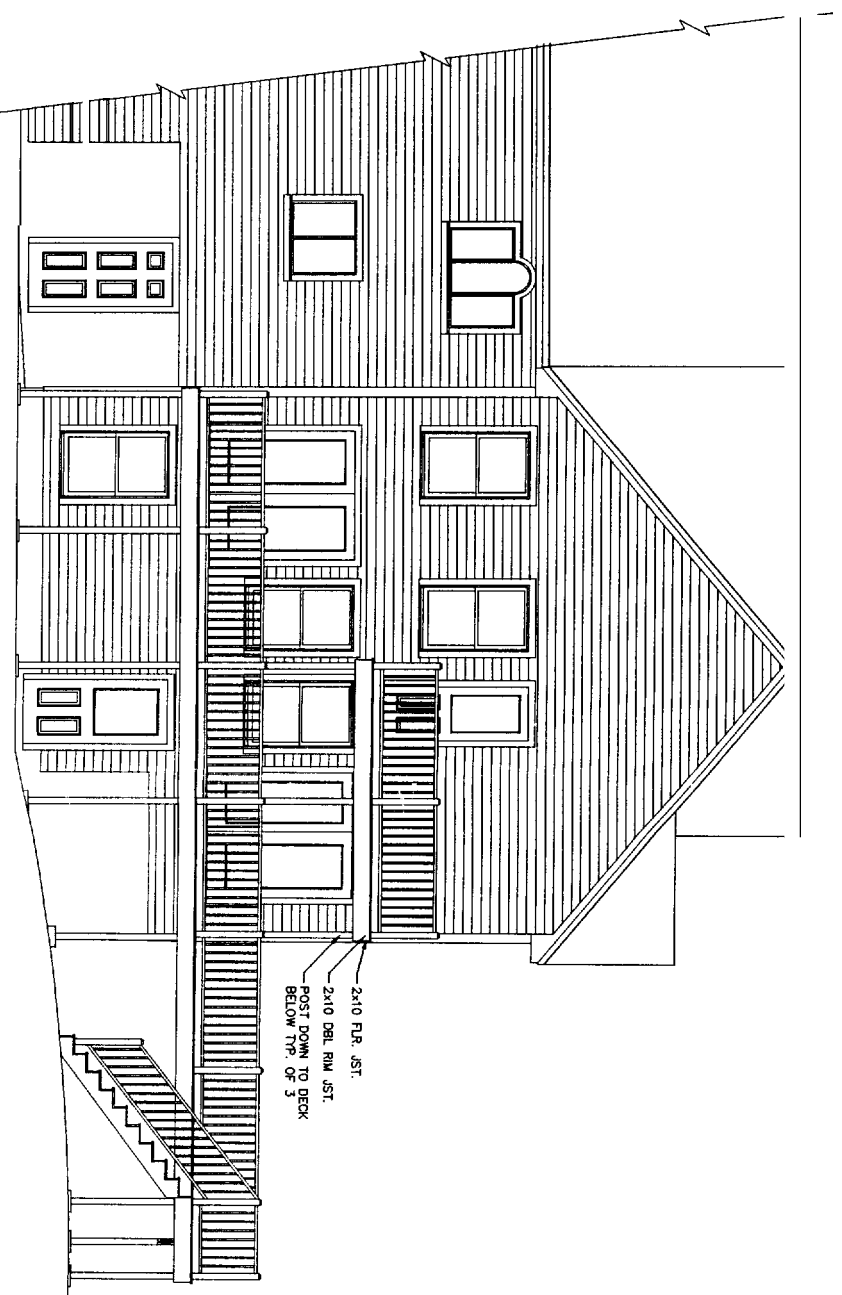 2x10 FLR. JST.
2x10 DBL RIM JST.
POST DOWN TO DECK
BELOW TYP. OF 3